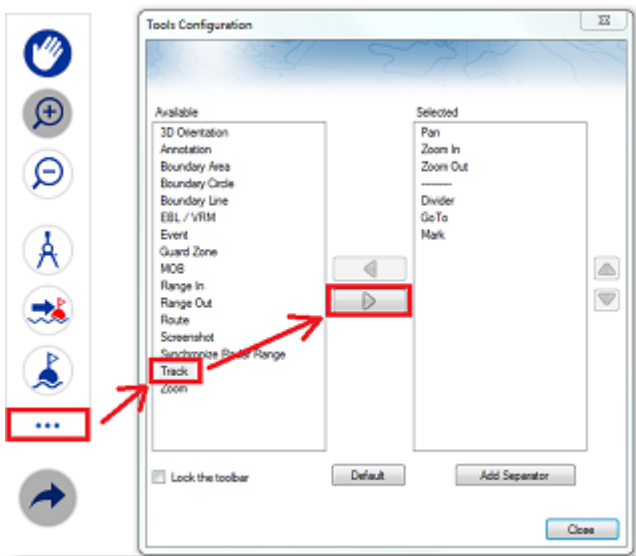 Tools Configuration
Available
3D Orientation
Annotation
Boundary Area
Boundary Circle
Boundary Line
EBL / VRM
Event
Guard Zone
MOB
Range In
Range Out
Route
Screenshot
Synchronize Radar Range
Track
Zoom
Selected
Pan
Zoom In
Zoom Out
--------
Divider
GoTo
Mark
Lock the toolbar
Default
Add Separator
Close